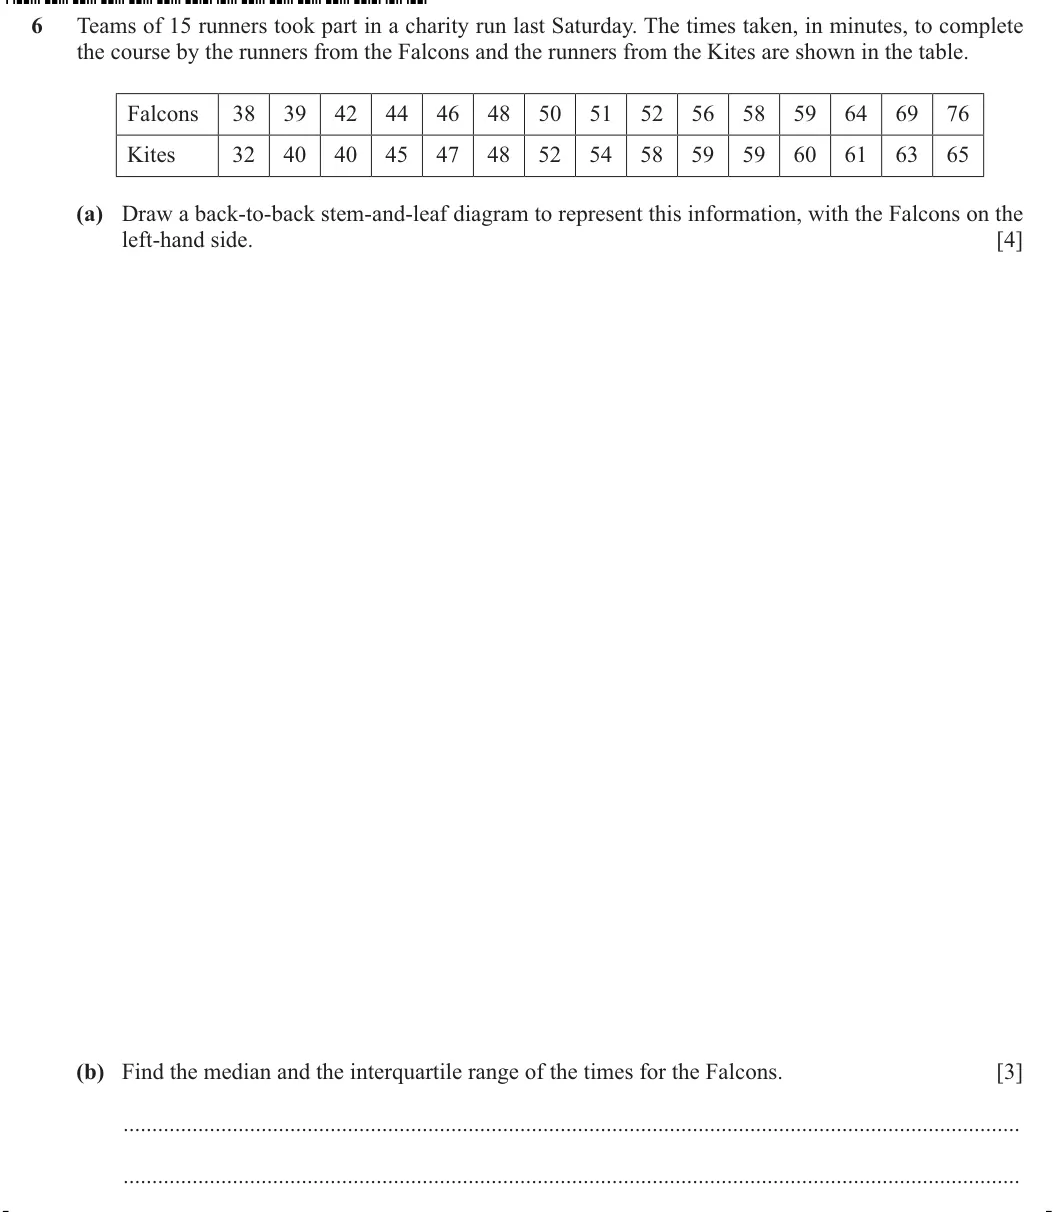 6 Teams of 15 runners took part in a charity run last Saturday. The times taken, in minutes, to complete
the course by the runners from the Falcons and the runners from the Kites are shown in the table.
Falcons 38 39 42 44 46 48 50 51 52 56 58 59 64 69 76
Kites 32 40 40 45 47 48 52 54 58 59 59 60 61 63 65
(a) Draw a back-to-back stem-and-leaf diagram to represent this information, with the Falcons on the
left-hand side. [4]
(b) Find the median and the interquartile range of the times for the Falcons. [3]